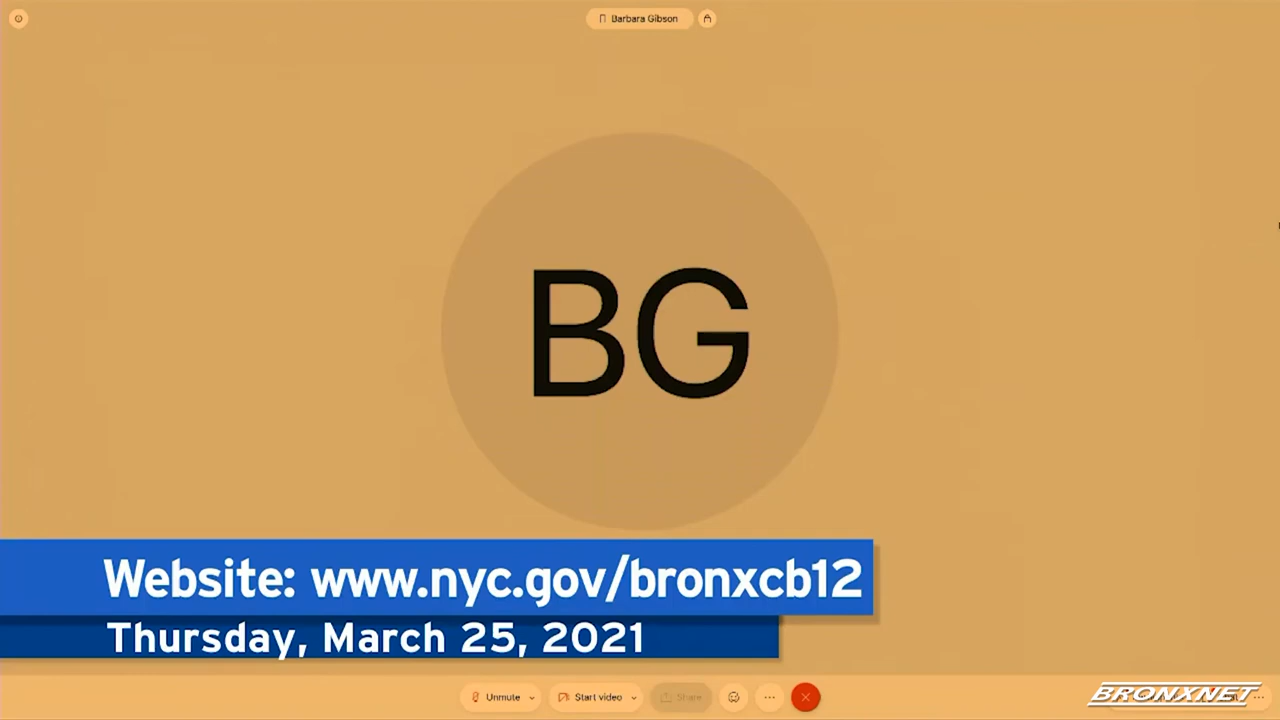 Barbara Gibson
BG
Website: www.nyc.gov/bronxcb12
Thursday, March 25, 2021
Unmute
Start video
Share
BRONXNET